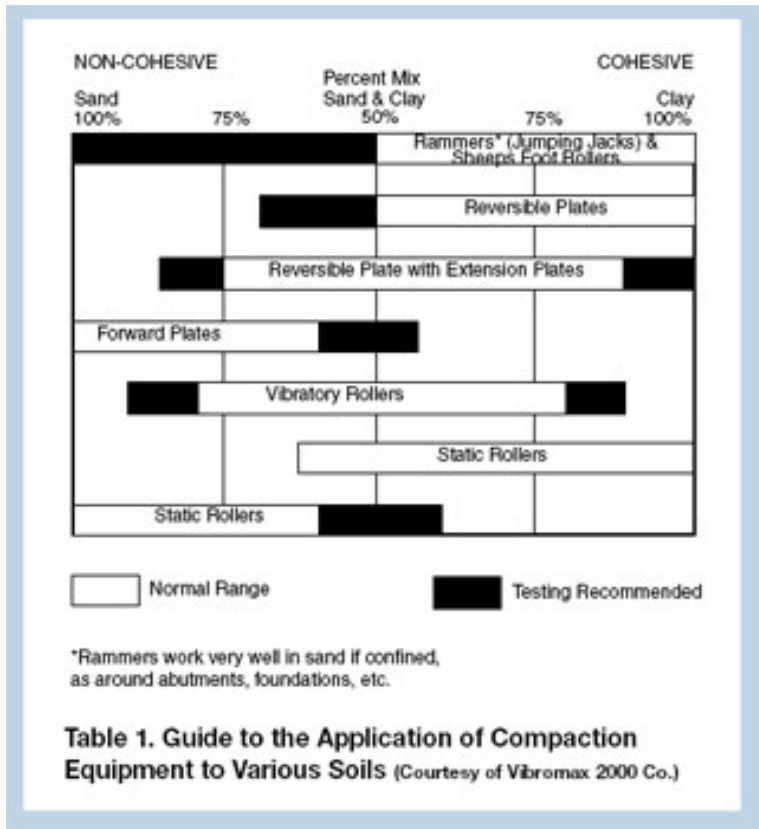 NON-COHESIVE
COHESIVE
Percent Mix
Sand
Sand & Clay
Clay
100%
75%
50%
75%
100%
Rammers* (Jumping Jacks) &
Sheeps Foot Rollers
Reversible Plates
Reversible Plate with Extension Plates
Forward Plates
Vibratory Rollers
Static Rollers
Static Rollers
Normal Range
Testing Recommended
*Rammers work very well in sand if confined,
as around abutments, foundations, etc.
Table 1. Guide to the Application of Compaction
Equipment to Various Soils (Courtesy of Vibromax 2000 Co.)